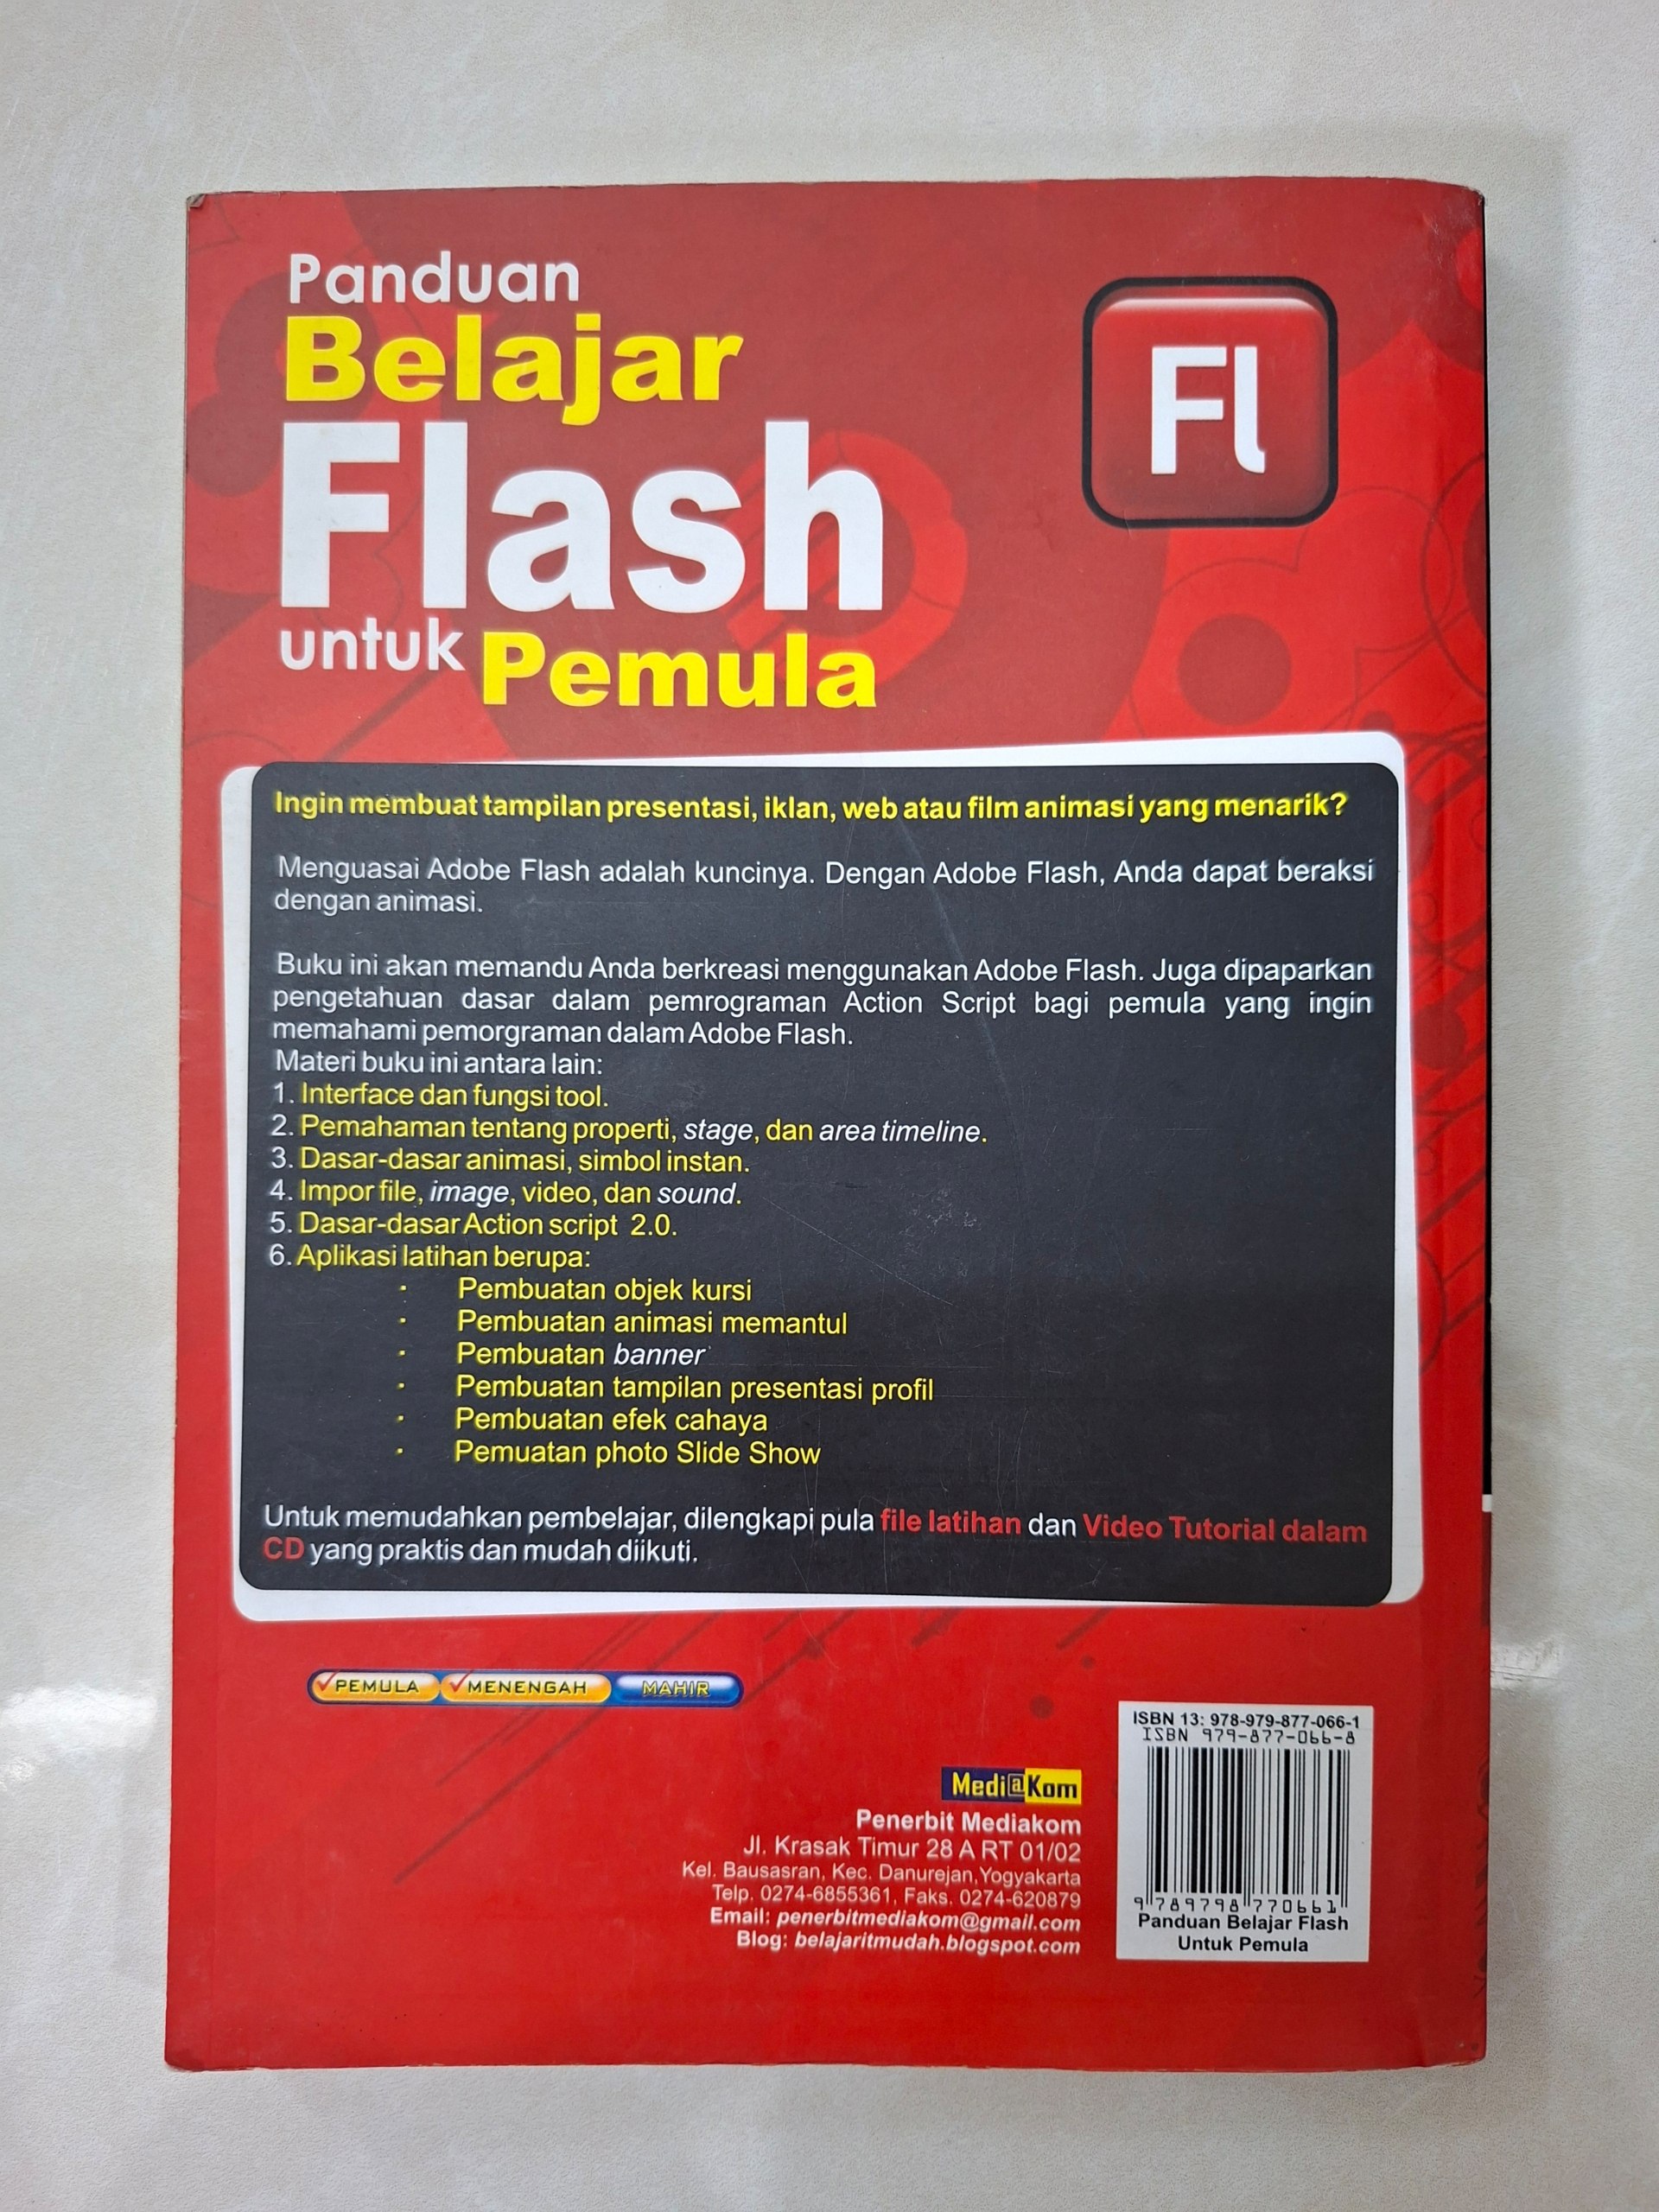 Panduan
Belajar
Flash
untuk Pemula
Fl
Ingin membuat tampilan presentasi, iklan, web atau film animasi yang menarik?
Menguasai Adobe Flash adalah kuncinya. Dengan Adobe Flash, Anda dapat beraksi
dengan animasi.
Buku ini akan memandu Anda berkreasi menggunakan Adobe Flash. Juga dipaparkan
pengetahuan dasar dalam pemrograman Action Script bagi pemula yang ingin
memahami pemorgraman dalam Adobe Flash.
Materi buku ini antara lain:
1. Interface dan fungsi tool.
2. Pemahaman tentang properti, stage, dan area timeline.
3. Dasar-dasar animasi, simbol instan.
4. Impor file, image, video, dan sound.
5. Dasar-dasar Action script 2.0.
6. Aplikasi latihan berupa:
· Pembuatan objek kursi
· Pembuatan animasi memantul
· Pembuatan banner
· Pembuatan tampilan presentasi profil
· Pembuatan efek cahaya
· Pemuatan photo Slide Show
Untuk memudahkan pembelajar, dilengkapi pula file latihan dan Video Tutorial dalam
CD yang praktis dan mudah diikuti.
PEMULA MENENGAH MAHIR
Medi@Kom
Penerbit Mediakom
Jl. Krasak Timur 28 A RT 01/02
Kel. Bausasran, Kec. Danurejan, Yogyakarta
Telp. 0274-6855361, Faks. 0274-620879
Email: penerbitmediakom@gmail.com
Blog: belajaritmudah.blogspot.com
ISBN 13: 978-979-877-066-1
ISBN 979-877-066-8
9 789798 770661
Panduan Belajar Flash
Untuk Pemula